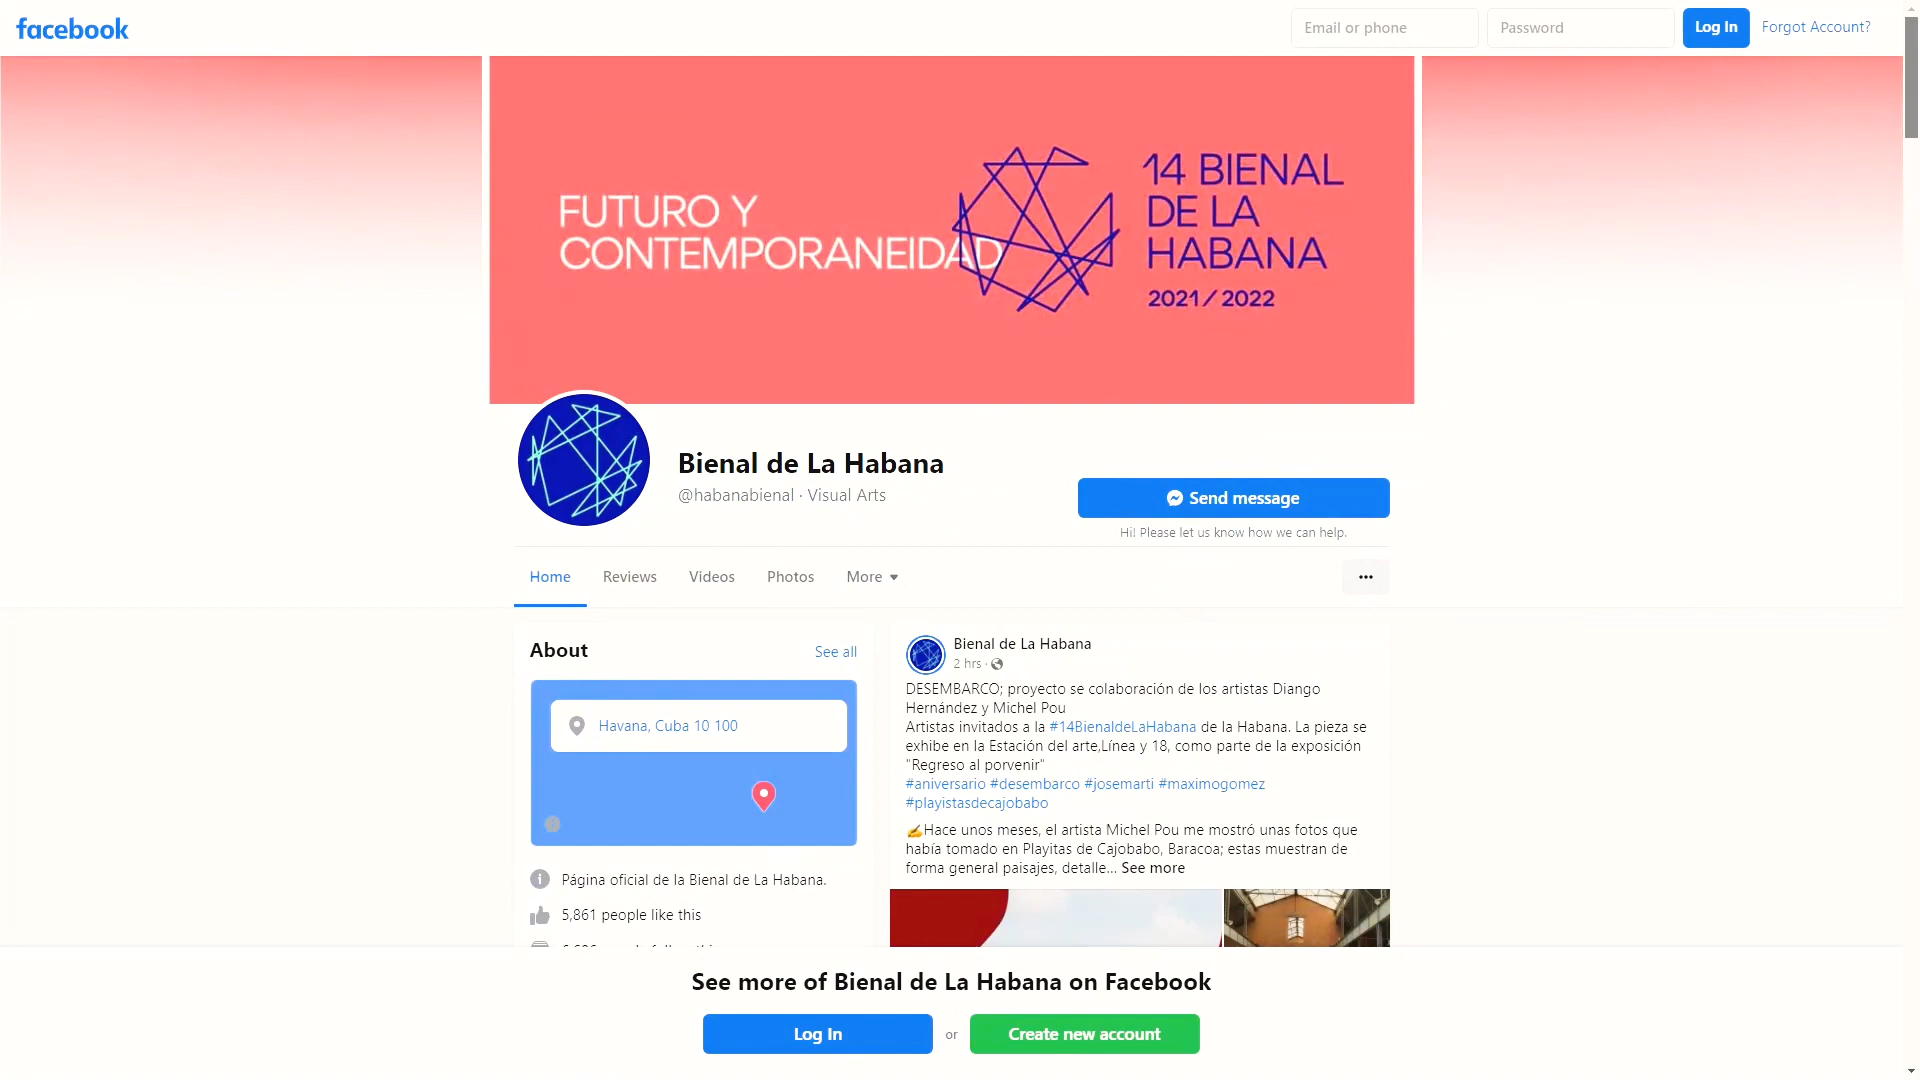 facebook
Email or phone
Password
Log In
Forgot Account?
FUTURO Y
CONTEMPORANEIDAD
14 BIENAL
DE LA
HABANA
2021/2022
Bienal de La Habana
@habanabienal · Visual Arts
Send message
Hi! Please let us know how we can help.
Home
Reviews
Videos
Photos
More
About
See all
Havana, Cuba 10 100
Página oficial de la Bienal de La Habana.
5,861 people like this
Bienal de La Habana
2 hrs ·
DESEMBARCO; proyecto se colaboración de los artistas Diango
Hernández y Michel Pou
Artistas invitados a la #14BienaldeLaHabana de la Habana. La pieza se
exhibe en la Estación del arte,Línea y 18, como parte de la exposición
"Regreso al porvenir"
#aniversario #desembarco #josemarti #maximogomez
#playistasdecajobabo
✍️Hace unos meses, el artista Michel Pou me mostró unas fotos que
había tomado en Playitas de Cajobabo, Baracoa; estas muestran de
forma general paisajes, detalle... See more
See more of Bienal de La Habana on Facebook
Log In
or
Create new account